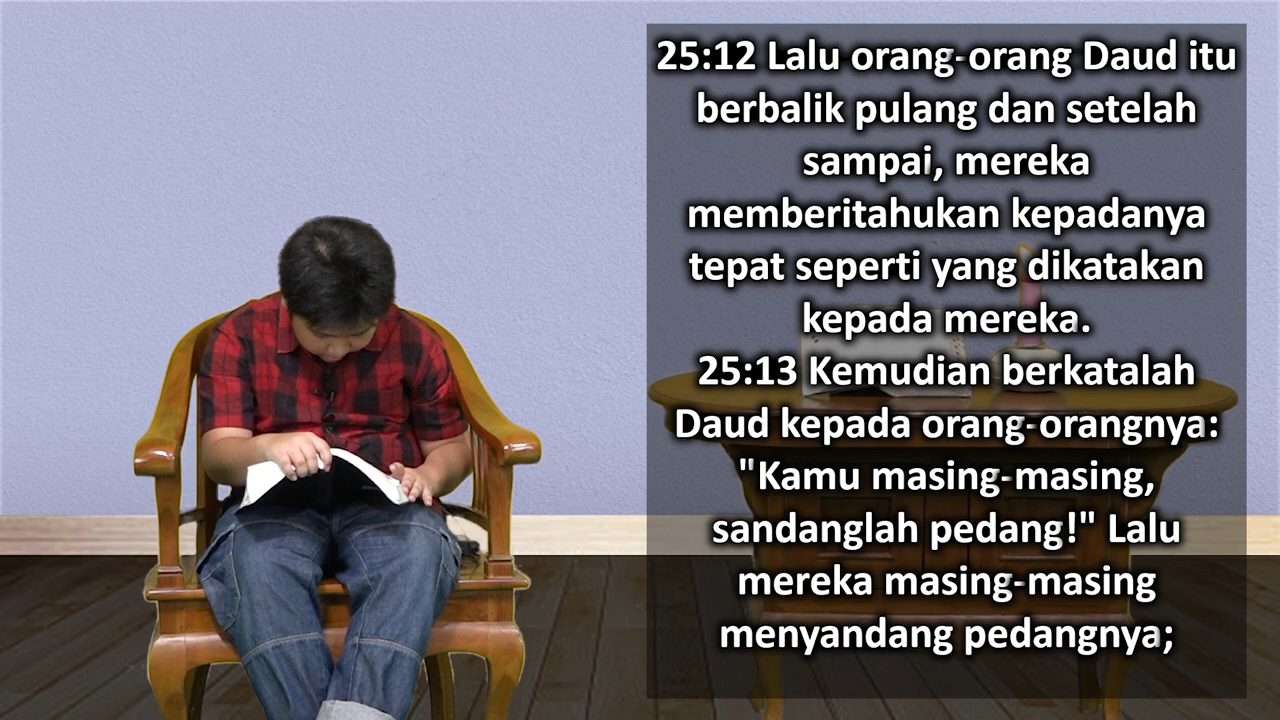 25:12 Lalu orang-orang Daud itu
berbalik pulang dan setelah
sampai, mereka
memberitahukan kepadanya
tepat seperti yang dikatakan
kepada mereka.
25:13 Kemudian berkatalah
Daud kepada orang-orangnya:
"Kamu masing-masing,
sandanglah pedang!" Lalu
mereka masing-masing
menyandang pedangnya;